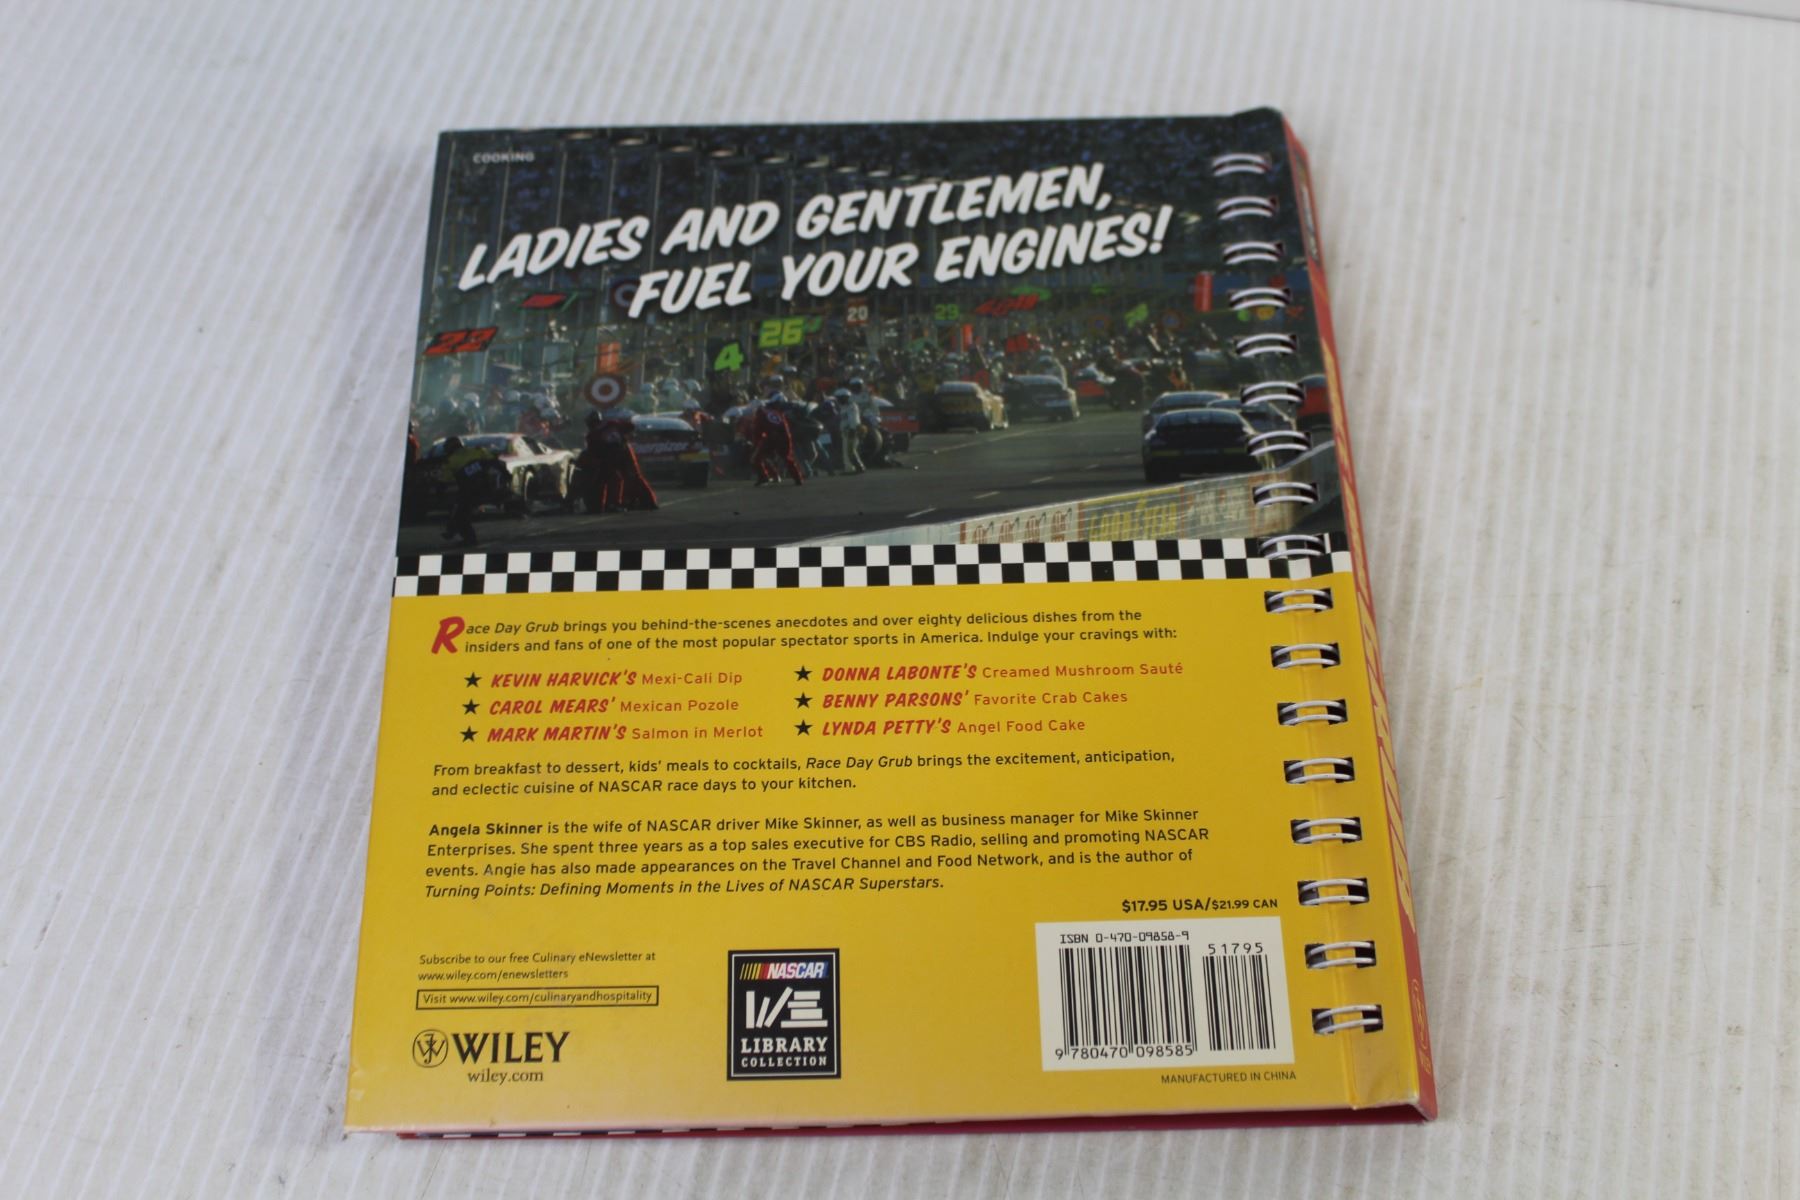 COOKING
LADIES AND GENTLEMEN,
FUEL YOUR ENGINES!
22
4
26
20
29
Energizer
CAT
GOODYEAR
Race Day Grub brings you behind-the-scenes anecdotes and over eighty delicious dishes from the
insiders and fans of one of the most popular spectator sports in America. Indulge your cravings with:
★ KEVIN HARVICK'S Mexi-Cali Dip
★ CAROL MEARS' Mexican Pozole
★ MARK MARTIN'S Salmon in Merlot
★ DONNA LABONTE'S Creamed Mushroom Sauté
★ BENNY PARSONS' Favorite Crab Cakes
★ LYNDA PETTY'S Angel Food Cake
From breakfast to dessert, kids' meals to cocktails, Race Day Grub brings the excitement, anticipation,
and eclectic cuisine of NASCAR race days to your kitchen.
Angela Skinner is the wife of NASCAR driver Mike Skinner, as well as business manager for Mike Skinner
Enterprises. She spent three years as a top sales executive for CBS Radio, selling and promoting NASCAR
events. Angie has also made appearances on the Travel Channel and Food Network, and is the author of
Turning Points: Defining Moments in the Lives of NASCAR Superstars.
$17.95 USA/$21.99 CAN
Subscribe to our free Culinary eNewsletter at
www.wiley.com/enewsletters
Visit www.wiley.com/culinaryandhospitality
WILEY
wiley.com
NASCAR
LIBRARY
COLLECTION
ISBN 0-470-09858-9
51795
9 780470 098585
MANUFACTURED IN CHINA